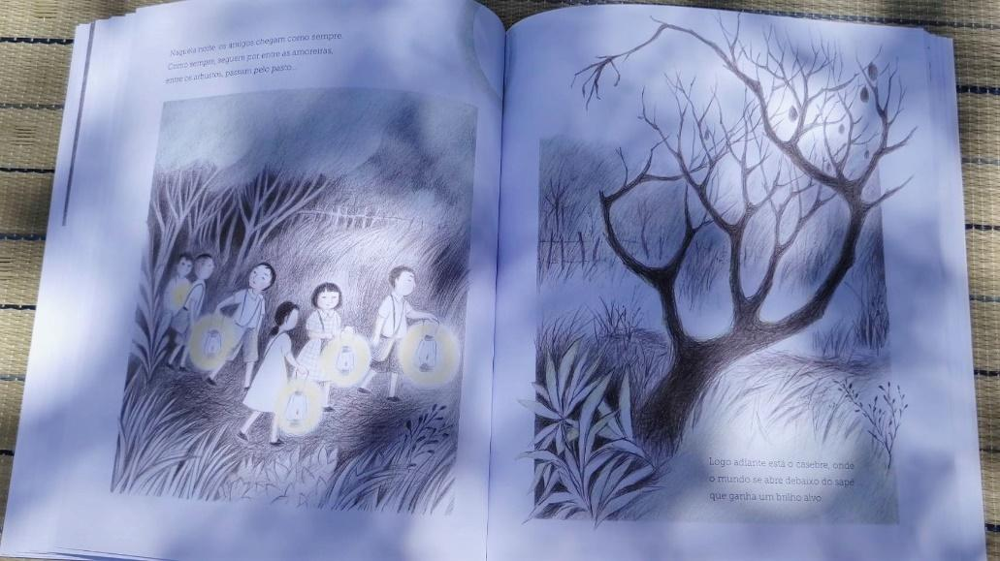 Naquela noite, os amigos chegam como sempre.
Como sempre, seguem por entre as amoreiras,
entre os arbustos, passam pelo pasto...
Logo adiante está o casebre, onde
o mundo se abre debaixo do sapé
que ganha um brilho alvo.